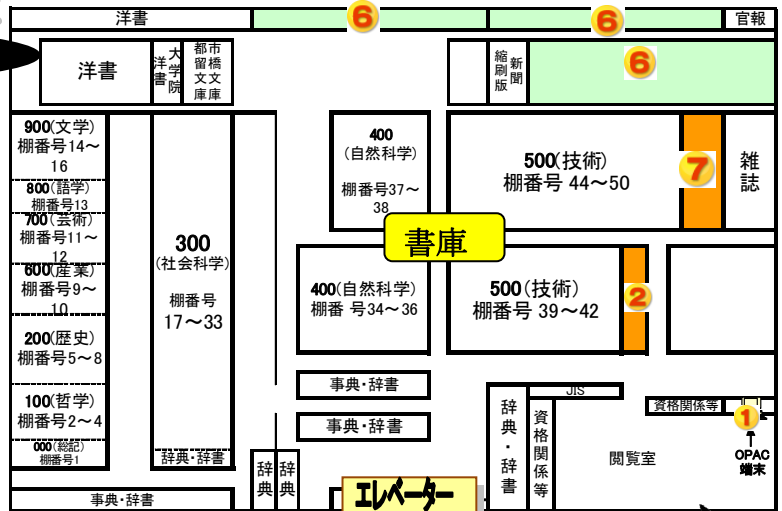 洋書
6
6
官報
洋書
大学院
洋書
市橋文庫
都留文庫
新聞
縮刷版
6
900(文学)
棚番号14～
16
800(語学)
棚番号13
700(芸術)
棚番号11～
12
600(産業)
棚番号9～
10
200(歴史)
棚番号5～8
100(哲学)
棚番号2～4
000(総記)
棚番号1
300
(社会科学)
棚番号
17～33
辞典・辞書
400
(自然科学)
棚番号37～
38
500(技術)
棚番号 44～50
7
雑誌
書庫
400(自然科学)
棚番 号34～36
500(技術)
棚番号 39～42
2
事典・辞書
事典・辞書
辞典・辞書
JIS
資格関係等
資格関係等
1
OPAC
端末
閲覧室
辞典
辞典
事典・辞書
エレベーター